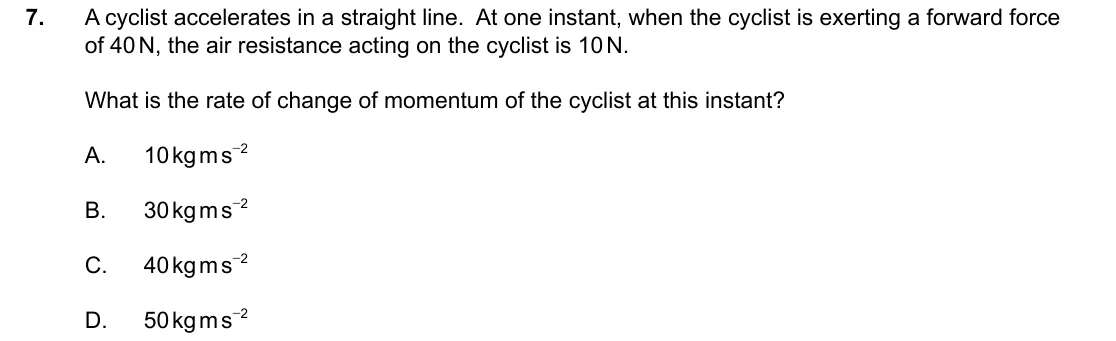 7. A cyclist accelerates in a straight line. At one instant, when the cyclist is exerting a forward force
of 40 N, the air resistance acting on the cyclist is 10 N.
What is the rate of change of momentum of the cyclist at this instant?
A. 10 kg m s⁻²
B. 30 kg m s⁻²
C. 40 kg m s⁻²
D. 50 kg m s⁻²